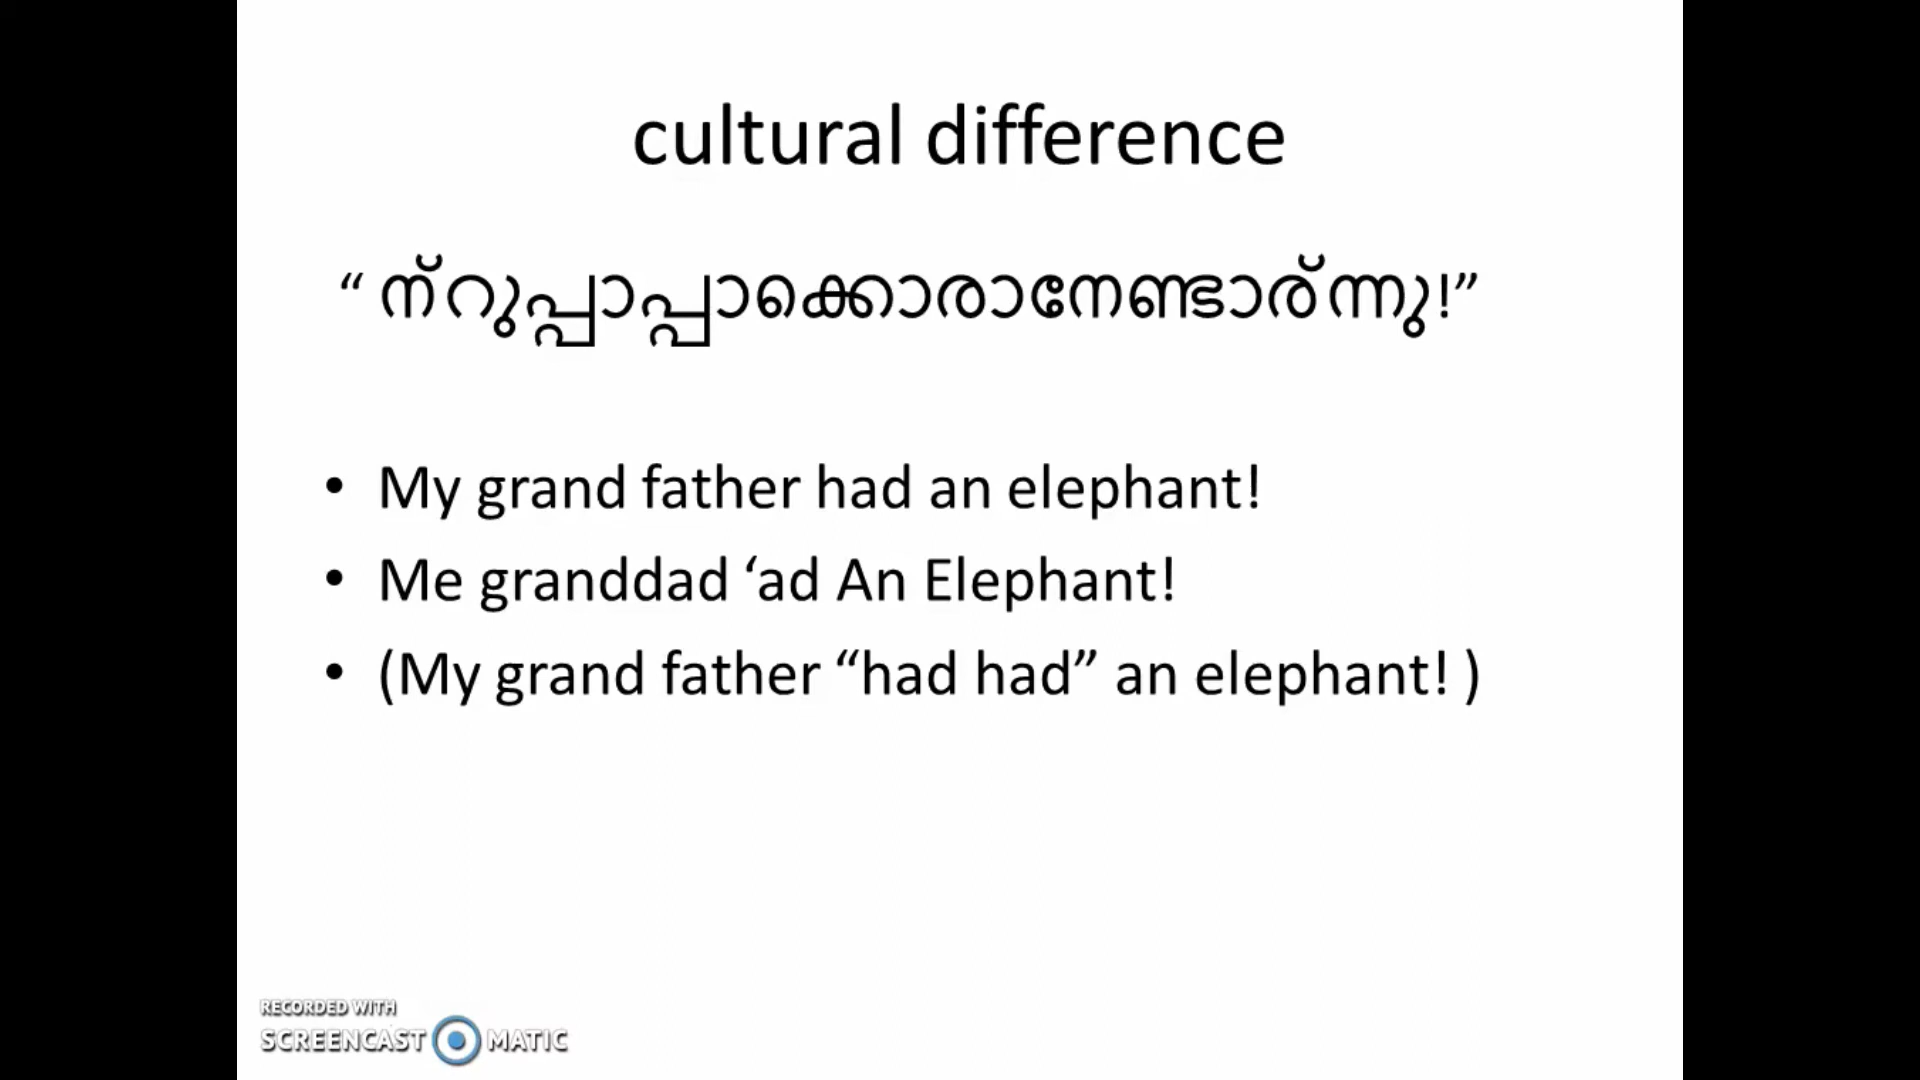 cultural difference
“ ന്റുപ്പാപ്പാക്കൊരാനേണ്ടാര്ന്നു!”
• My grand father had an elephant!
• Me granddad ‘ad An Elephant!
• (My grand father “had had” an elephant! )
RECORDED WITH
SCREENCAST MATIC